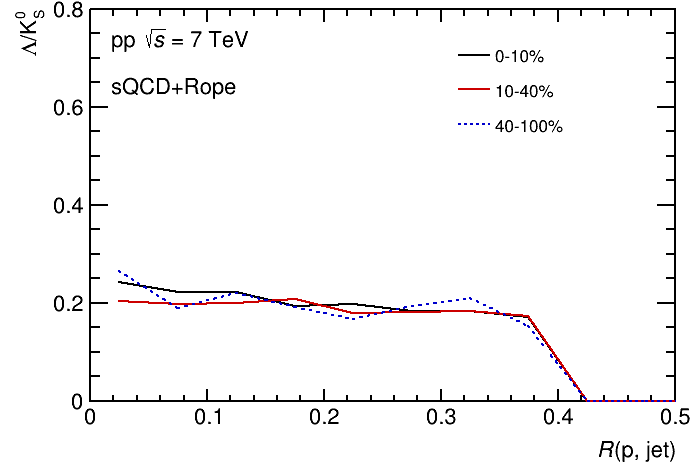 Λ/K⁰_S
pp √s = 7 TeV
sQCD+Rope
0-10%
10-40%
40-100%
0.8
0.6
0.4
0.2
0
0 0.1 0.2 0.3 0.4 0.5
R(p, jet)